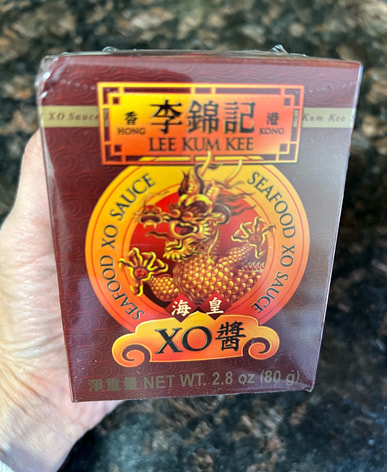 李錦記
香 港
HONG KONG
LEE KUM KEE
XO Sauce
Kum Kee
SEAFOOD XO SAUCE
SEAFOOD XO SAUCE
海皇
XO醬
淨重量 NET WT. 2.8 oz (80 g)